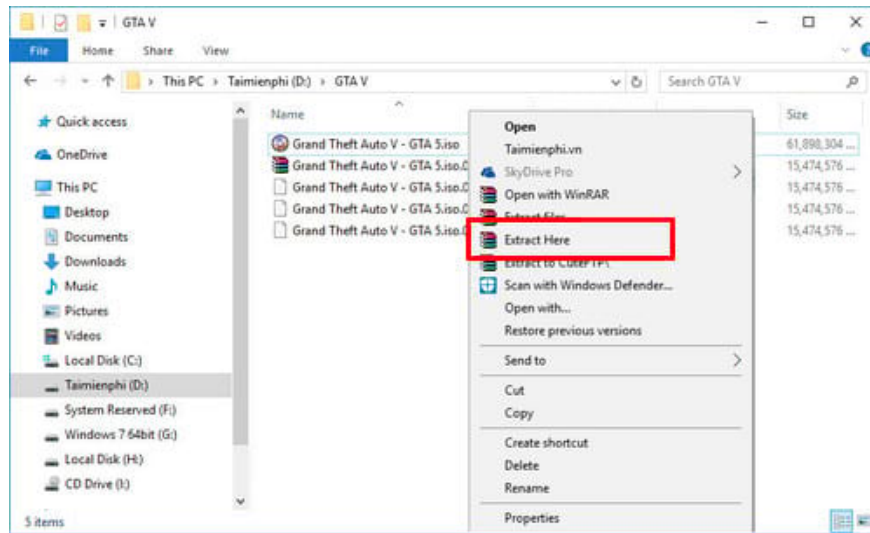 GTA V
File Home Share View
This PC > Taimienphi (D:) > GTA V
Search GTA V
Name
Size
Quick access
OneDrive
This PC
Desktop
Documents
Downloads
Music
Pictures
Videos
Local Disk (C:)
Taimienphi (D:)
System Reserved (F:)
Windows 7 64bit (G:)
Local Disk (H:)
CD Drive (I:)
Grand Theft Auto V - GTA 5.iso 61,898,304 ...
Grand Theft Auto V - GTA 5.iso.0 15,474,576 ...
Grand Theft Auto V - GTA 5.iso.0 15,474,576 ...
Grand Theft Auto V - GTA 5.iso.0 15,474,576 ...
Grand Theft Auto V - GTA 5.iso.0 15,474,576 ...
Open
Taimienphi.vn
SkyDrive Pro
Open with WinRAR
Extract files...
Extract Here
Extract to CuteFTP\
Scan with Windows Defender...
Open with...
Restore previous versions
Send to
Cut
Copy
Create shortcut
Delete
Rename
Properties
5 items